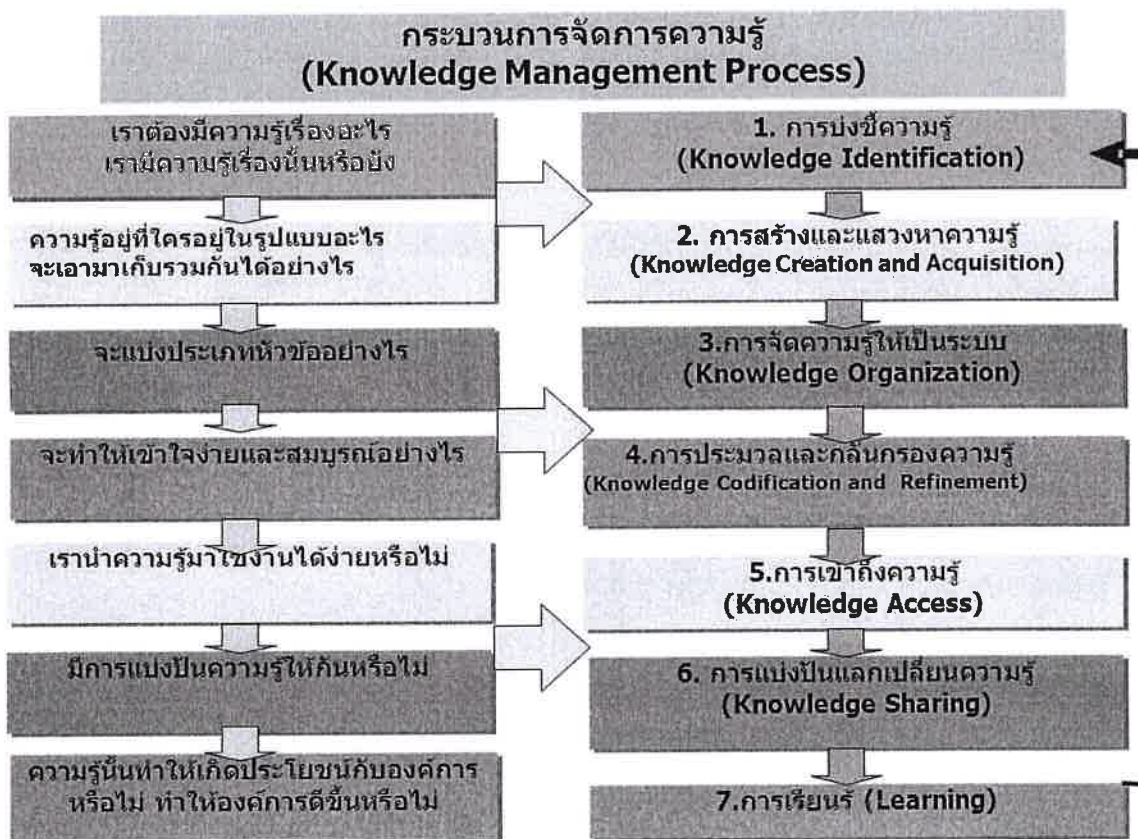 กระบวนการจัดการความรู้
(Knowledge Management Process)
เราต้องมีความรู้เรื่องอะไร
เรามีความรู้เรื่องนั้นหรือยัง
ความรู้อยู่ที่ใครอยู่ในรูปแบบอะไร
จะเอามาเก็บรวมกันได้อย่างไร
จะแบ่งประเภทหัวข้ออย่างไร
จะทำให้เข้าใจง่ายและสมบูรณ์อย่างไร
เรานำความรู้มาใช้งานได้ง่ายหรือไม่
มีการแบ่งปันความรู้ให้กันหรือไม่
ความรู้นั้นทำให้เกิดประโยชน์กับองค์การ
หรือไม่ ทำให้องค์การดีขึ้นหรือไม่
1. การบ่งชี้ความรู้
(Knowledge Identification)
2. การสร้างและแสวงหาความรู้
(Knowledge Creation and Acquisition)
3.การจัดความรู้ให้เป็นระบบ
(Knowledge Organization)
4.การประมวลและกลั่นกรองความรู้
(Knowledge Codification and Refinement)
5.การเข้าถึงความรู้
(Knowledge Access)
6. การแบ่งปันแลกเปลี่ยนความรู้
(Knowledge Sharing)
7.การเรียนรู้ (Learning)